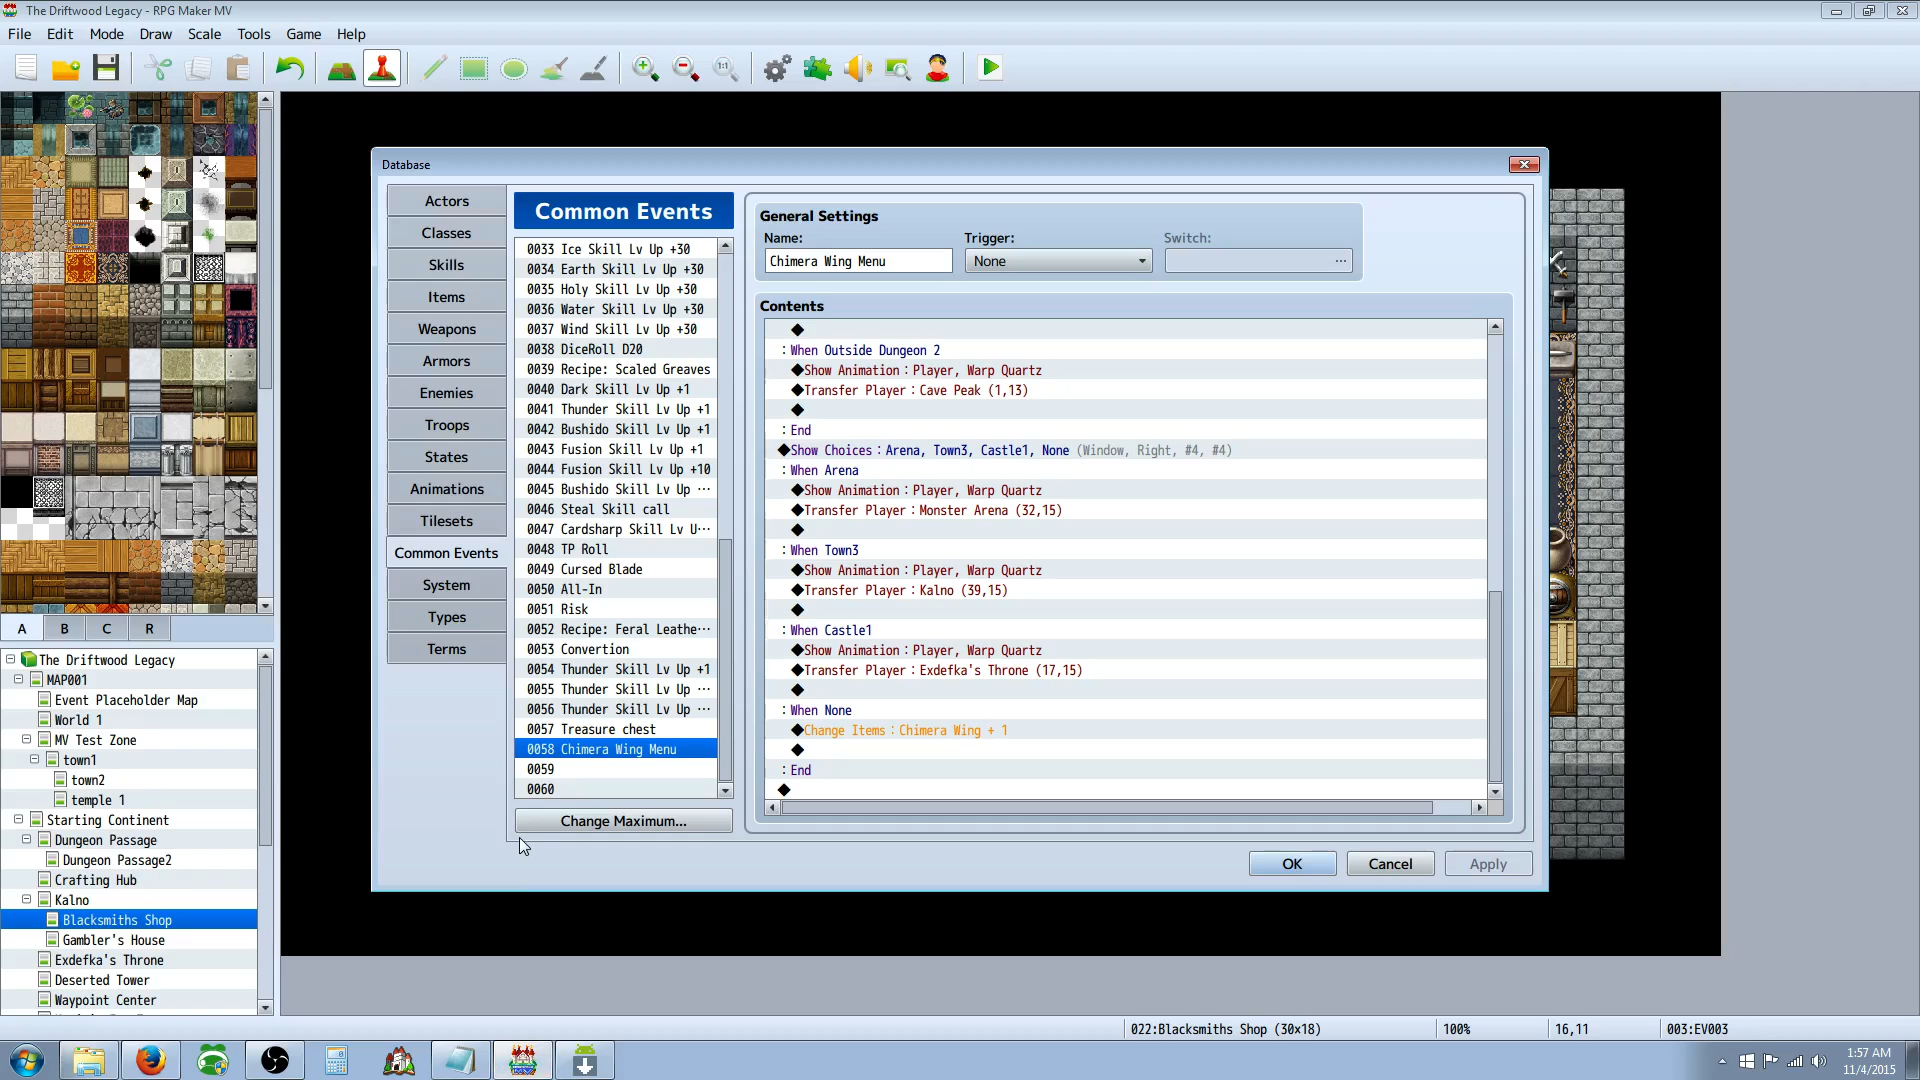 The Driftwood Legacy - RPG Maker MV
File Edit Mode Draw Scale Tools Game Help
1:1
Database
Actors
Classes
Skills
Items
Weapons
Armors
Enemies
Troops
States
Animations
Tilesets
Common Events
System
Types
Terms
Common Events
0033 Ice Skill Lv Up +30
0034 Earth Skill Lv Up +30
0035 Holy Skill Lv Up +30
0036 Water Skill Lv Up +30
0037 Wind Skill Lv Up +30
0038 DiceRoll D20
0039 Recipe: Scaled Greaves
0040 Dark Skill Lv Up +1
0041 Thunder Skill Lv Up +1
0042 Bushido Skill Lv Up +1
0043 Fusion Skill Lv Up +1
0044 Fusion Skill Lv Up +10
0045 Bushido Skill Lv Up ···
0046 Steal Skill call
0047 Cardsharp Skill Lv U···
0048 TP Roll
0049 Cursed Blade
0050 All-In
0051 Risk
0052 Recipe: Feral Leathe···
0053 Convertion
0054 Thunder Skill Lv Up +1
0055 Thunder Skill Lv Up ···
0056 Thunder Skill Lv Up ···
0057 Treasure chest
0058 Chimera Wing Menu
0059
0060
Change Maximum...
General Settings
Name: Trigger: Switch:
Chimera Wing Menu None ...
Contents
◆
: When Outside Dungeon 2
◆Show Animation : Player, Warp Quartz
◆Transfer Player : Cave Peak (1,13)
◆
: End
◆Show Choices : Arena, Town3, Castle1, None (Window, Right, #4, #4)
: When Arena
◆Show Animation : Player, Warp Quartz
◆Transfer Player : Monster Arena (32,15)
◆
: When Town3
◆Show Animation : Player, Warp Quartz
◆Transfer Player : Kalno (39,15)
◆
: When Castle1
◆Show Animation : Player, Warp Quartz
◆Transfer Player : Exdefka's Throne (17,15)
◆
: When None
◆Change Items : Chimera Wing + 1
◆
: End
◆
OK Cancel Apply
A B C R
The Driftwood Legacy
MAP001
Event Placeholder Map
World 1
MV Test Zone
town1
town2
temple 1
Starting Continent
Dungeon Passage
Dungeon Passage2
Crafting Hub
Kalno
Blacksmiths Shop
Gambler's House
Exdefka's Throne
Deserted Tower
Waypoint Center
022:Blacksmiths Shop (30x18) 100% 16,11 003:EV003
1:57 AM
11/4/2015